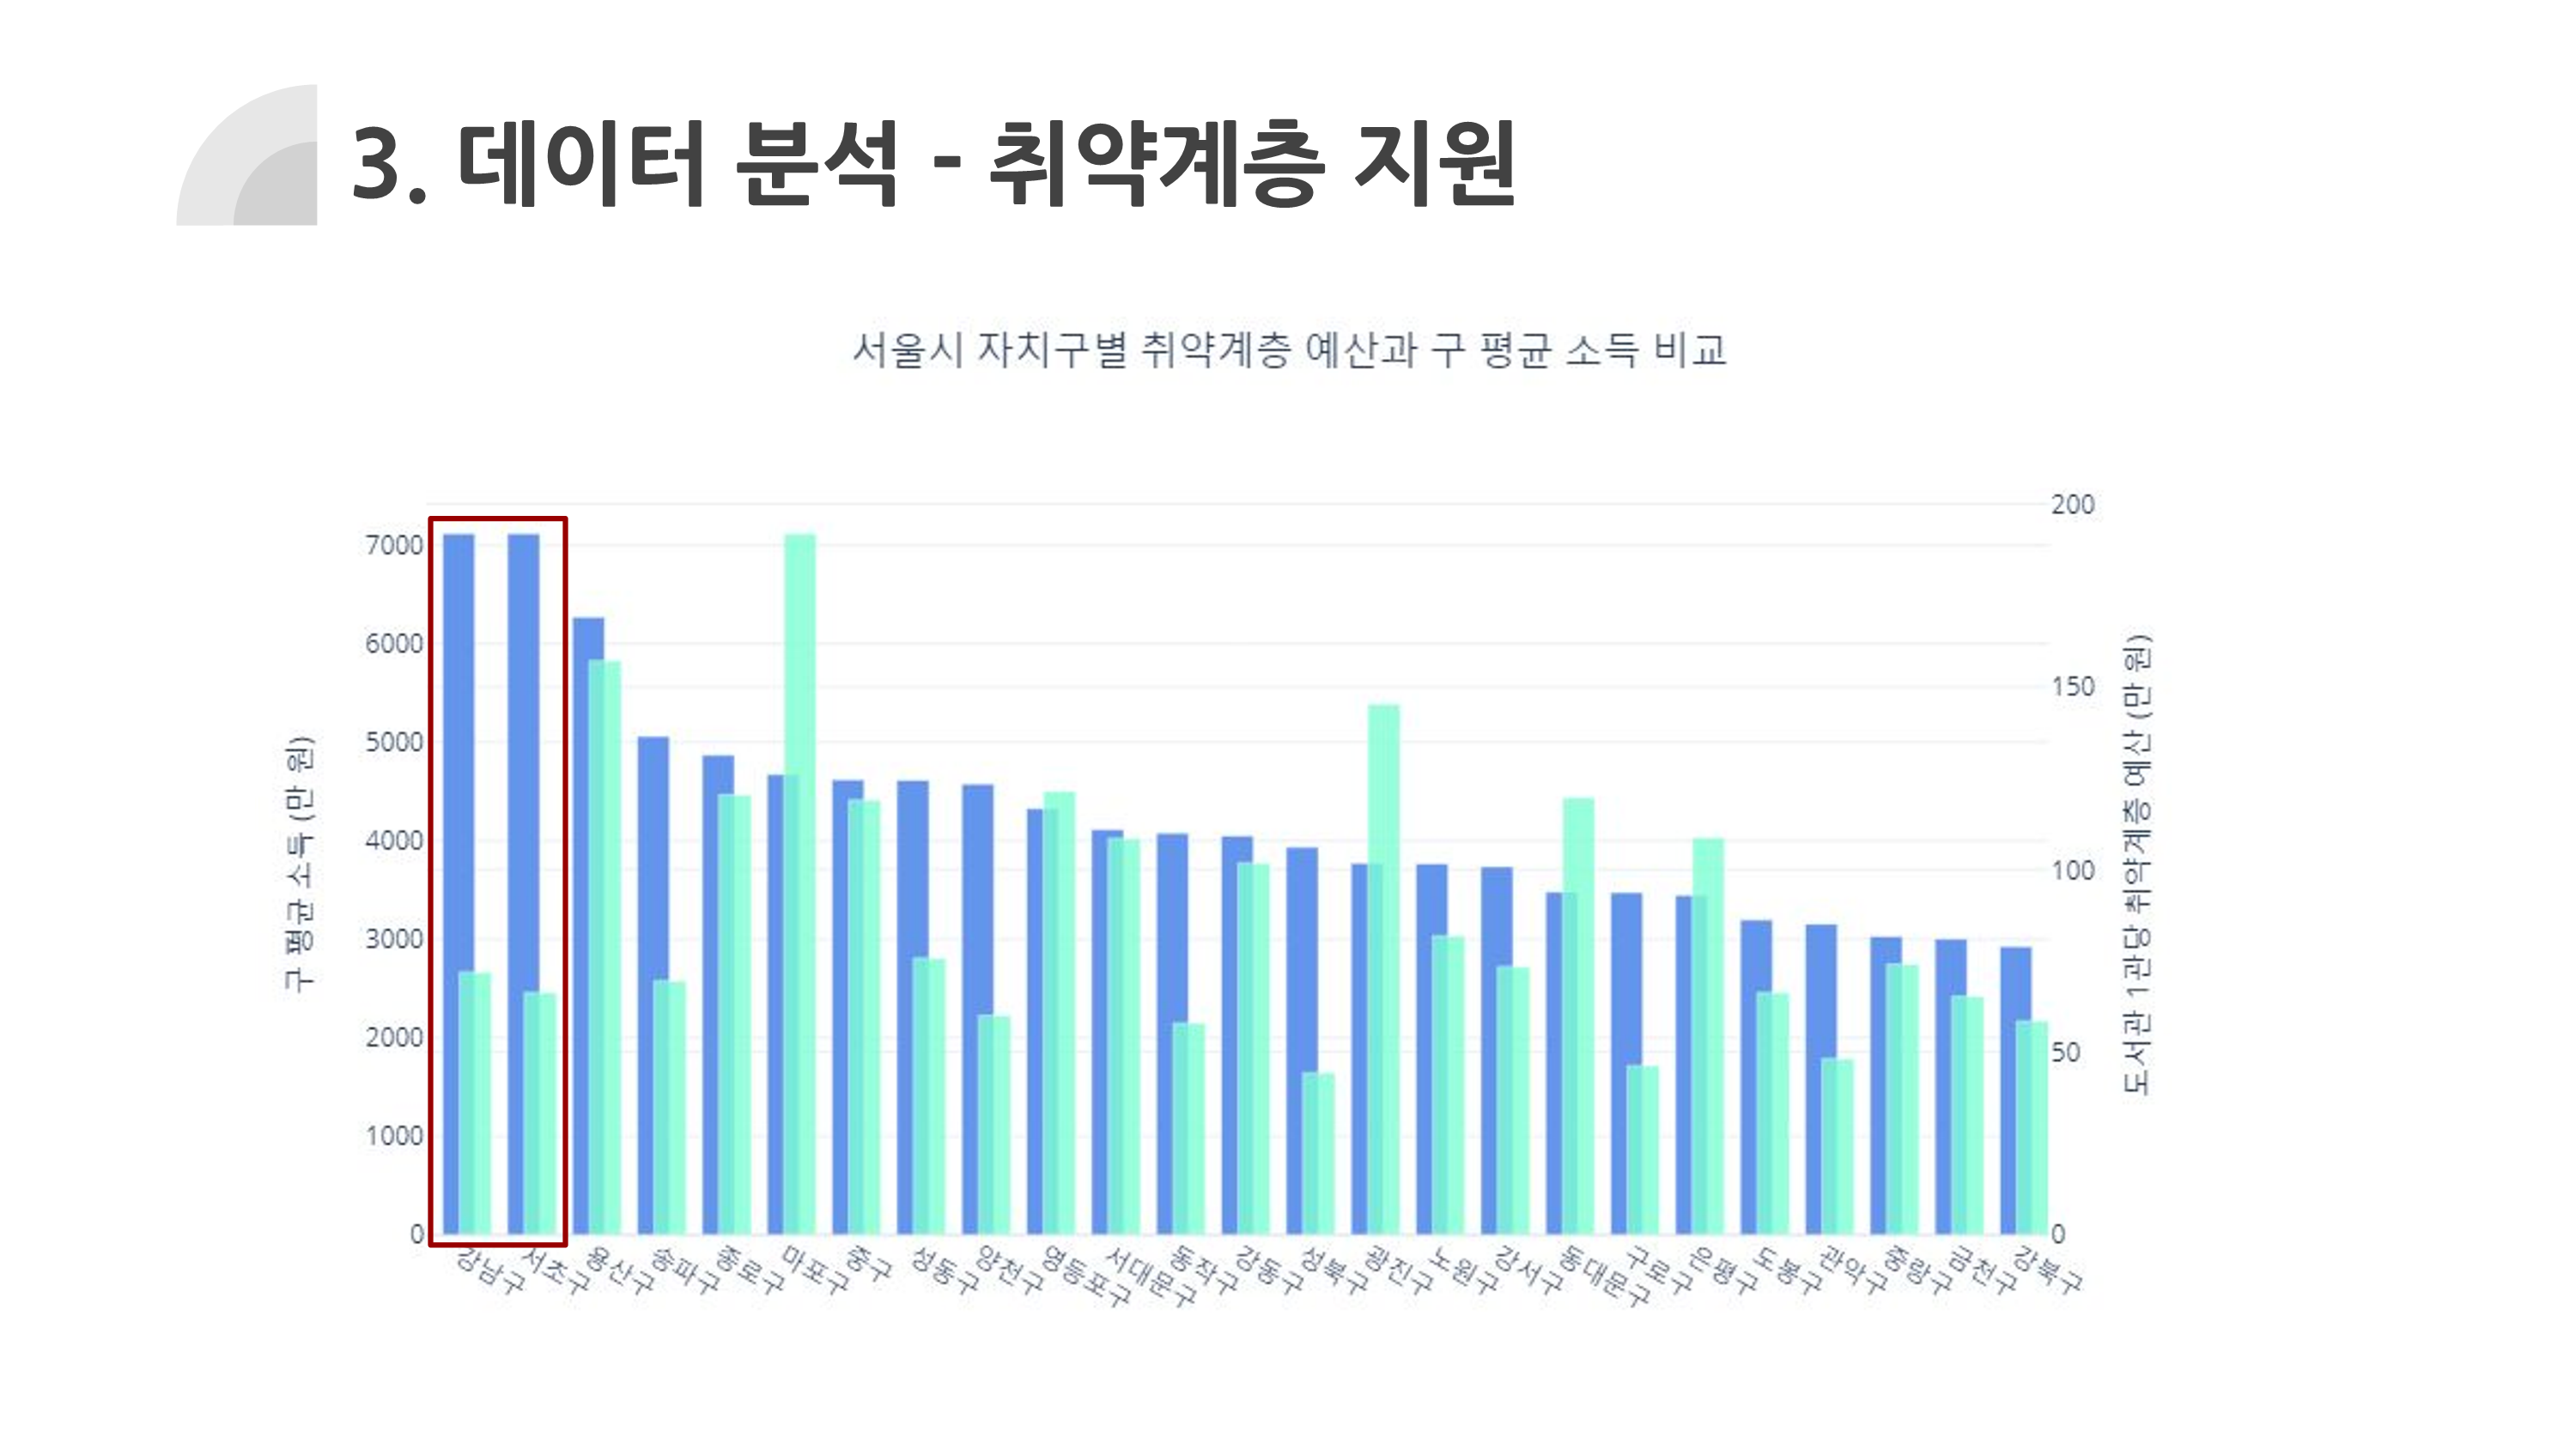 3. 데이터 분석 - 취약계층 지원
서울시 자치구별 취약계층 예산과 구 평균 소득 비교
구 평균 소득 (만 원)
7000
6000
5000
4000
3000
2000
1000
0
200
150
100
50
0
도서관 1관당 취약계층 예산 (만 원)
강남구
서초구
용산구
송파구
종로구
마포구
중구
성동구
양천구
영등포구
서대문구
동작구
강동구
성북구
광진구
노원구
강서구
동대문구
구로구
은평구
도봉구
관악구
중랑구
금천구
강북구